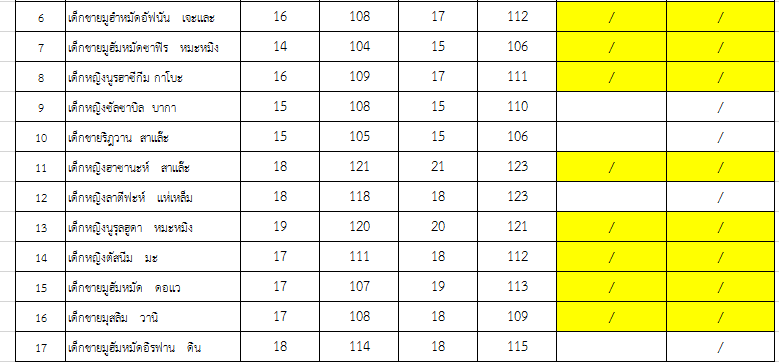 6 เด็กชายมูฮำหมัดอัฟนัน เจะและ 16 108 17 112 / /
7 เด็กชายมูฮัมหมัดซาฟิร หมะหมิง 14 104 15 106 / /
8 เด็กหญิงนูรฮาซีกีม กาโบะ 16 109 17 111 / /
9 เด็กหญิงซัลซาบิล บากา 15 108 15 110 /
10 เด็กชายริฎวาน สาแล๊ะ 15 105 15 106 /
11 เด็กหญิงฮาซานะห์ สาแล๊ะ 18 121 21 123 / /
12 เด็กหญิงลาตีฟะห์ แห่เหล็ม 18 118 18 123 /
13 เด็กหญิงนูรุลฮูดา หมะหมิง 19 120 20 121 / /
14 เด็กหญิงตัสนีม มะ 17 111 18 112 / /
15 เด็กชายมูฮัมหมัด ดอแว 17 107 19 113 / /
16 เด็กชายมุสลิม วานิ 17 108 18 109 / /
17 เด็กชายมูฮัมหมัดอิรฟาน ดิน 18 114 18 115 /